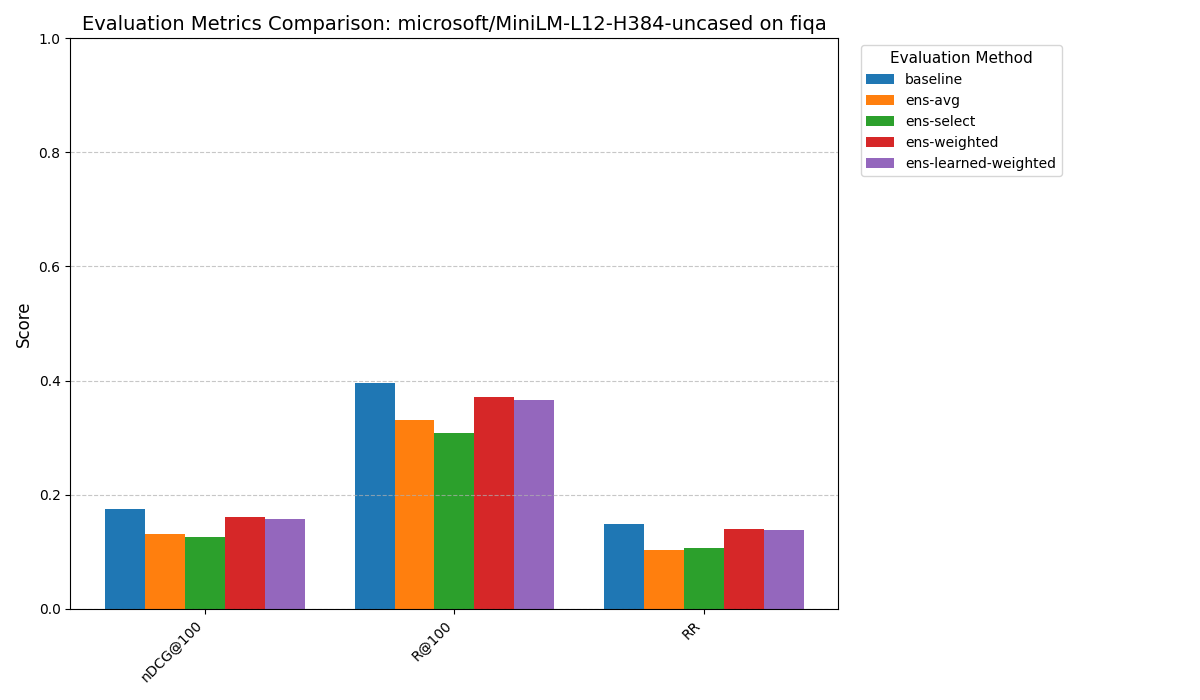 Evaluation Metrics Comparison: microsoft/MiniLM-L12-H384-uncased on fiqa
1.0
0.8
0.6
0.4
0.2
0.0
Score
nDCG@100
R@100
RR
Evaluation Method
baseline
ens-avg
ens-select
ens-weighted
ens-learned-weighted